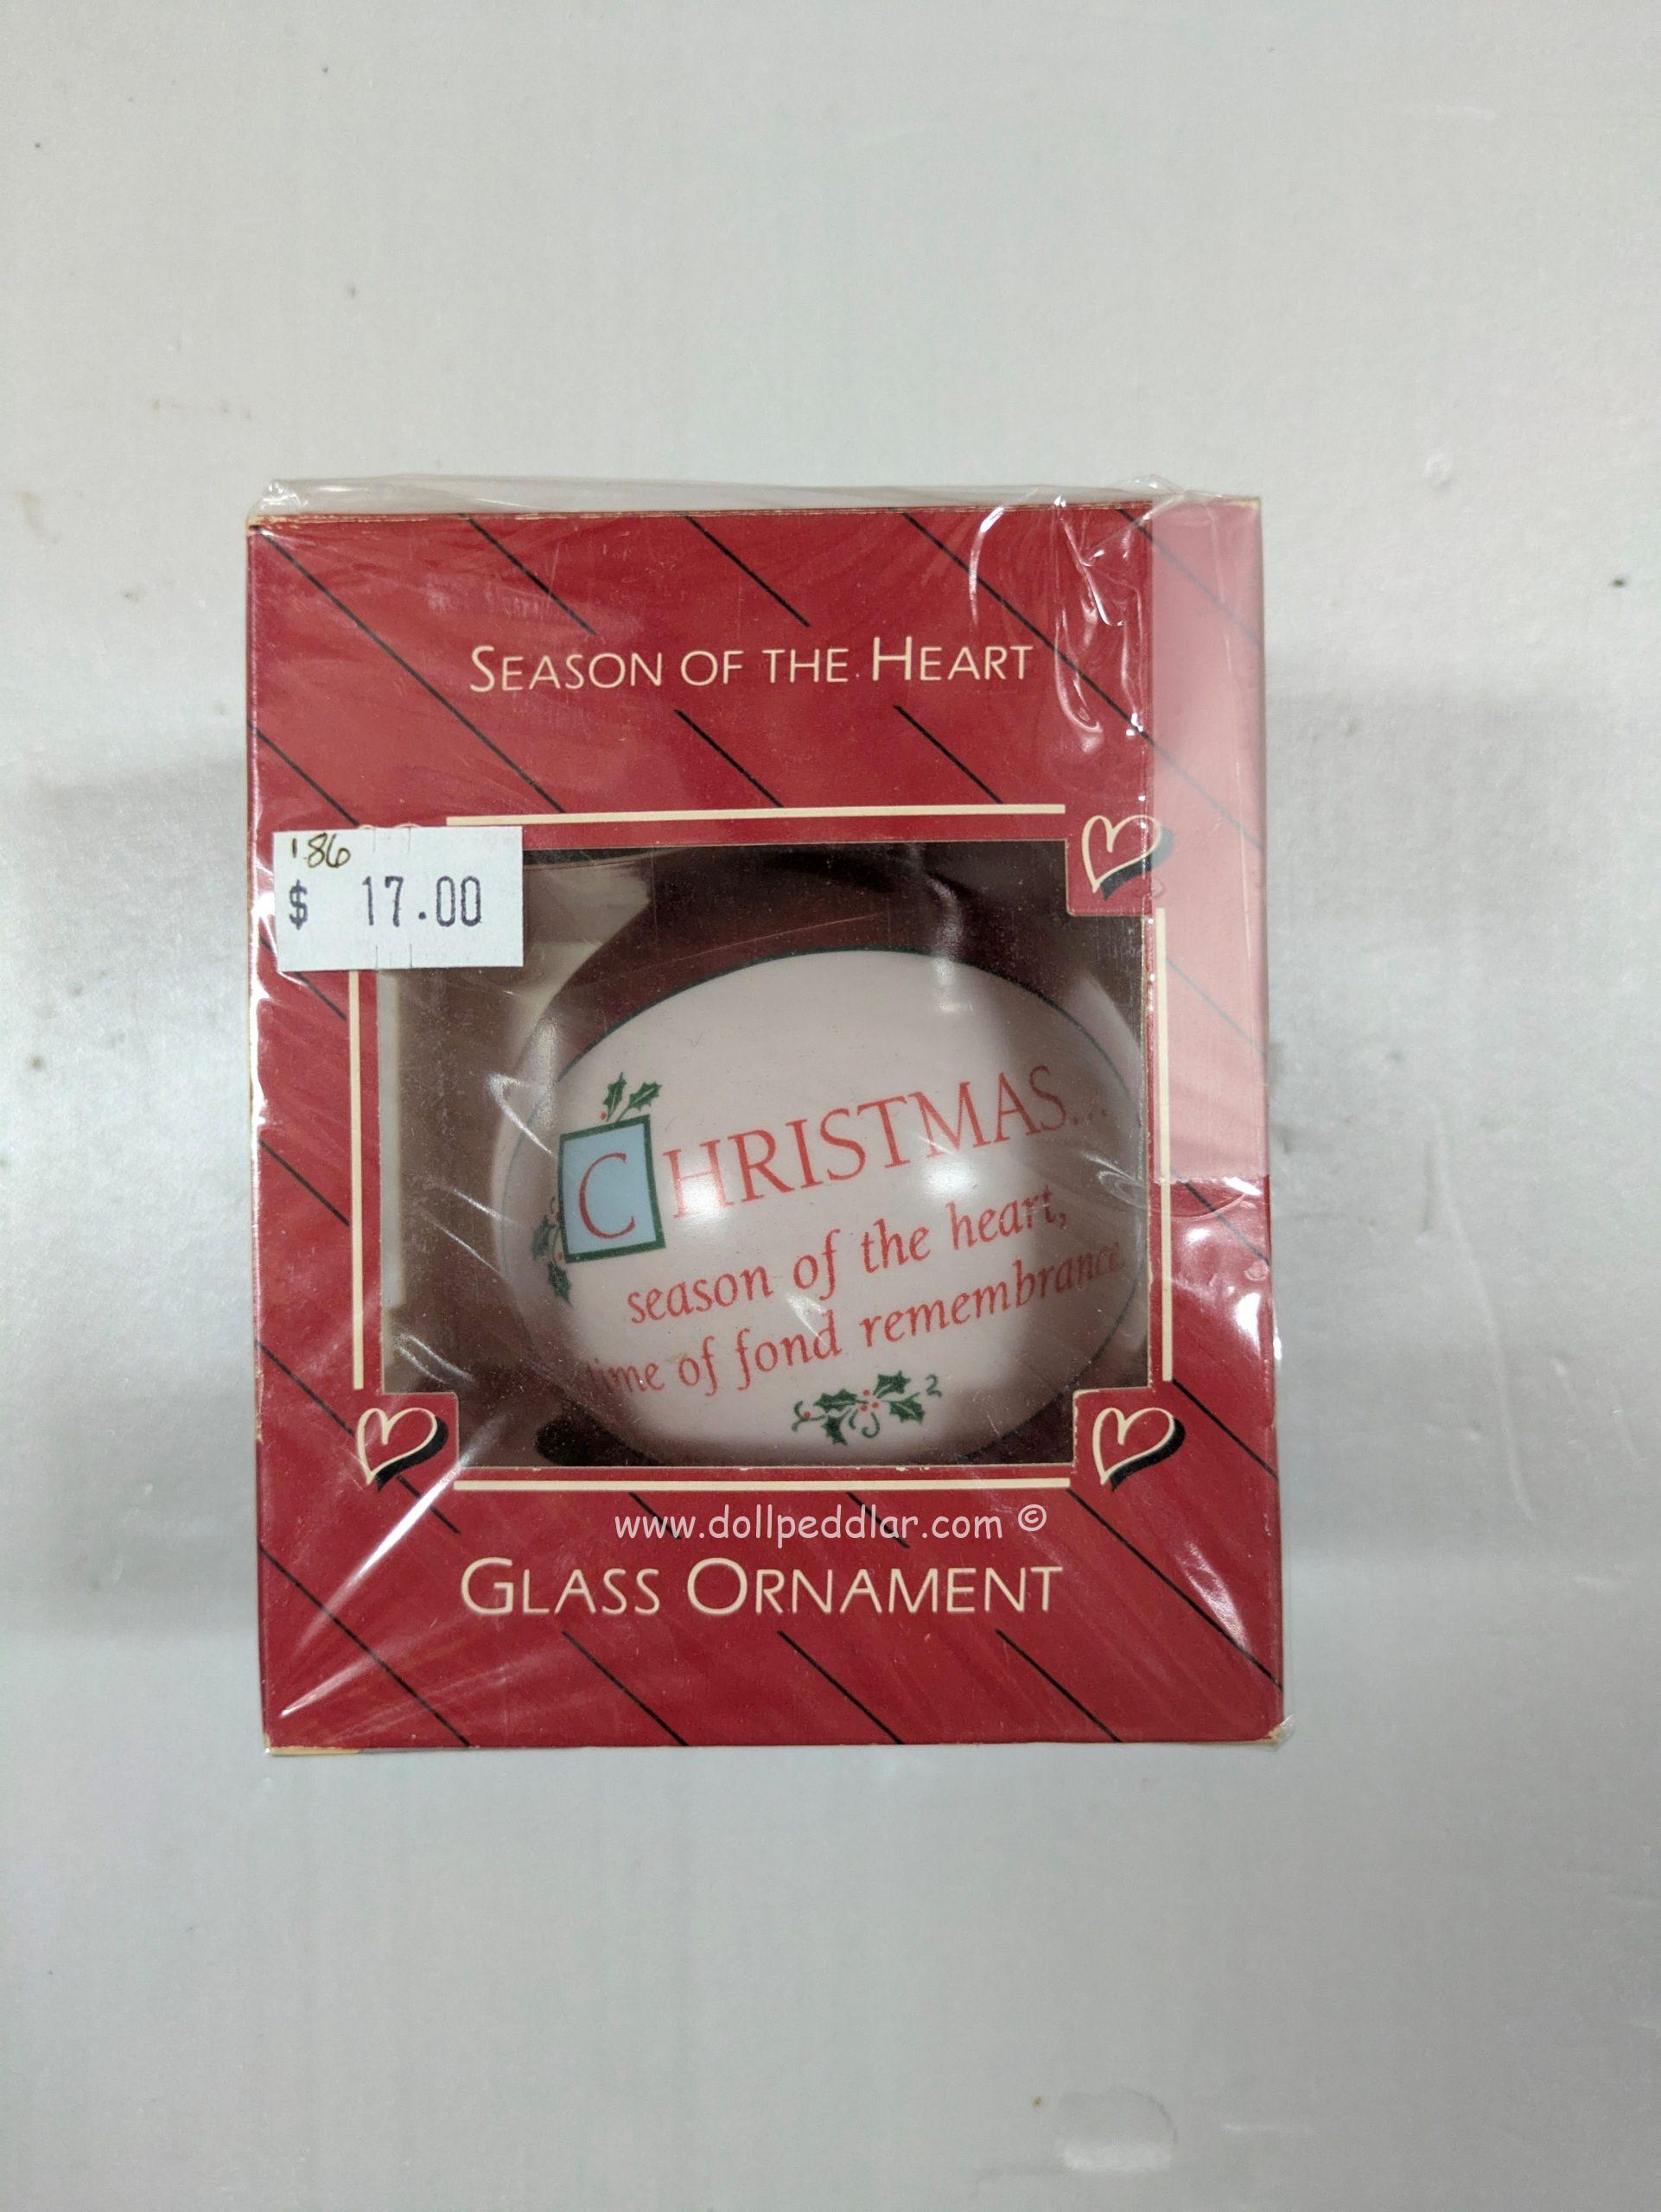 SEASON OF THE HEART
'86
$ 17.00
CHRISTMAS...
season of the heart,
time of fond remembrance.
www.dollpeddlar.com ©
GLASS ORNAMENT